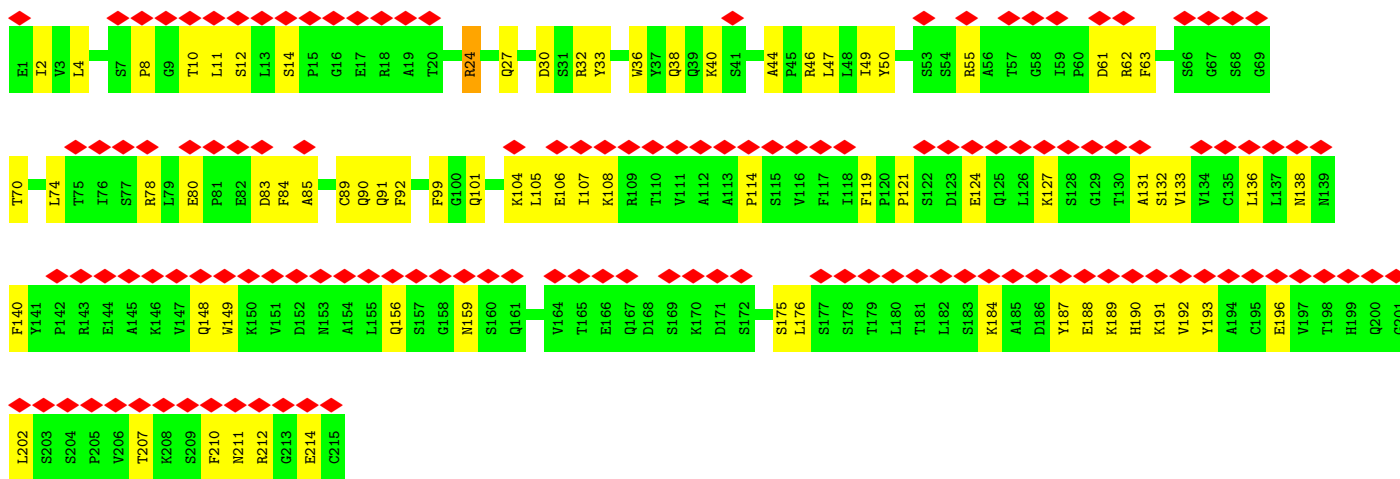 E1 I2 V3 L4 S7 P8 G9 T10 L11 S12 L13 S14 P15 G16 E17 R18 A19 T20 R24 Q27 D30 S31 R32 Y33 W36 Y37 Q38 Q39 K40 S41 A44 P45 R46 L47 L48 I49 Y50 S53 S54 R55 A56 T57 G58 I59 P60 D61 R62 F63 S66 G67 S68 G69
T70 L74 T75 I76 S77 R78 L79 E80 P81 E82 D83 F84 A85 C89 Q90 Q91 F92 F99 G100 Q101 K104 L105 E106 I107 K108 R109 T110 V111 A112 A113 P114 S115 V116 F117 I118 F119 P120 P121 S122 D123 E124 Q125 L126 K127 S128 G129 T130 A131 S132 V133 V134 C135 L136 L137 N138 N139
F140 Y141 P142 R143 E144 A145 K146 V147 Q148 W149 K150 V151 D152 N153 A154 L155 Q156 S157 G158 N159 S160 Q161 V164 T165 E166 Q167 D168 S169 K170 D171 S172 S175 L176 S177 S178 T179 L180 T181 L182 S183 K184 A185 D186 Y187 E188 K189 H190 K191 V192 Y193 A194 C195 E196 V197 T198 H199 Q200 G201
L202 S203 S204 P205 V206 T207 K208 S209 F210 N211 R212 G213 E214 C215